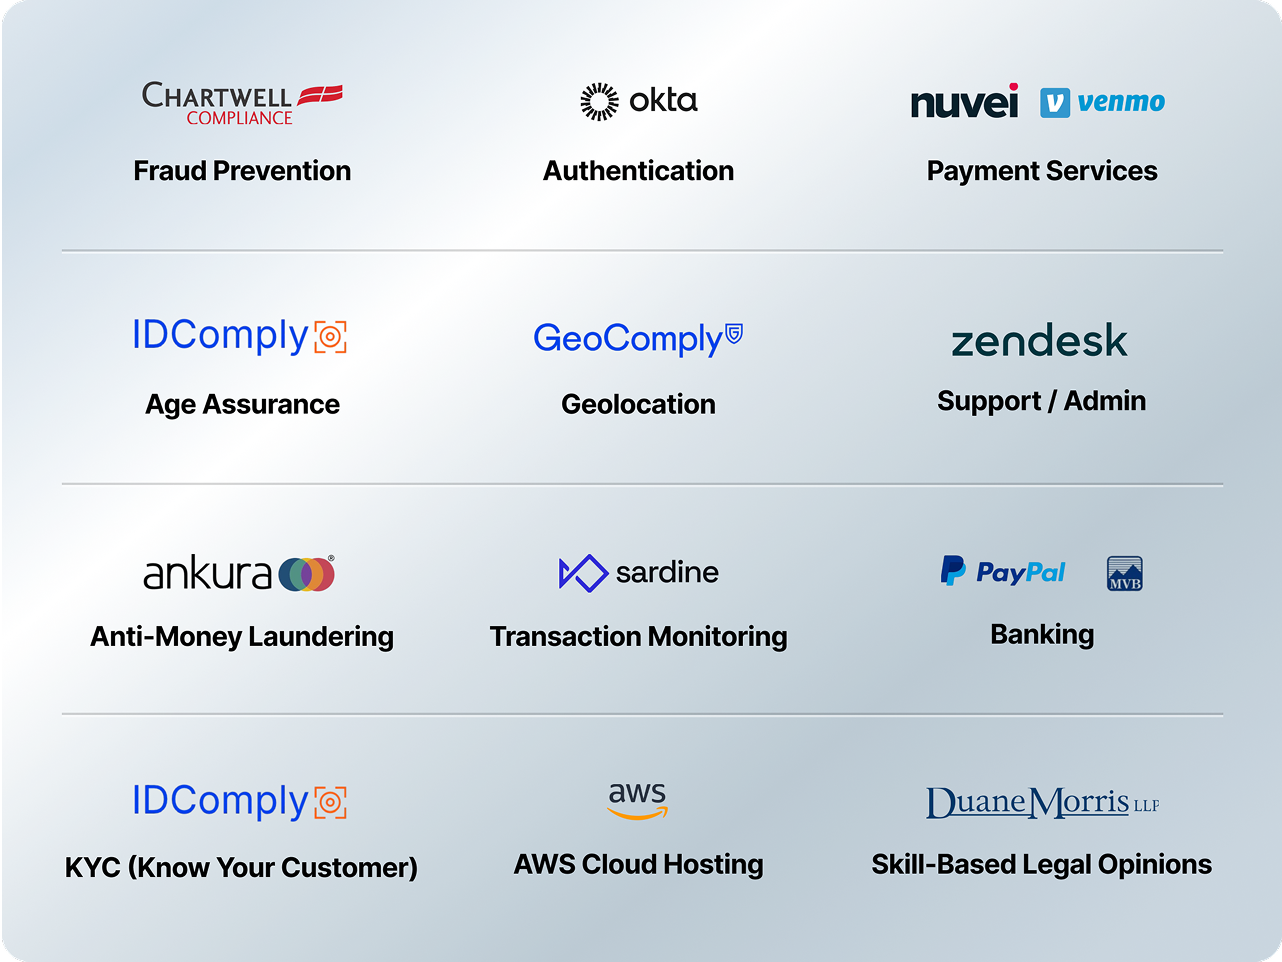 CHARTWELL
COMPLIANCE
Fraud Prevention
okta
Authentication
nuvei venmo
Payment Services
IDComply
Age Assurance
GeoComply
Geolocation
zendesk
Support / Admin
ankura®
Anti-Money Laundering
sardine
Transaction Monitoring
PayPal MVB
Banking
IDComply
KYC (Know Your Customer)
aws
AWS Cloud Hosting
DuaneMorris LLP
Skill-Based Legal Opinions